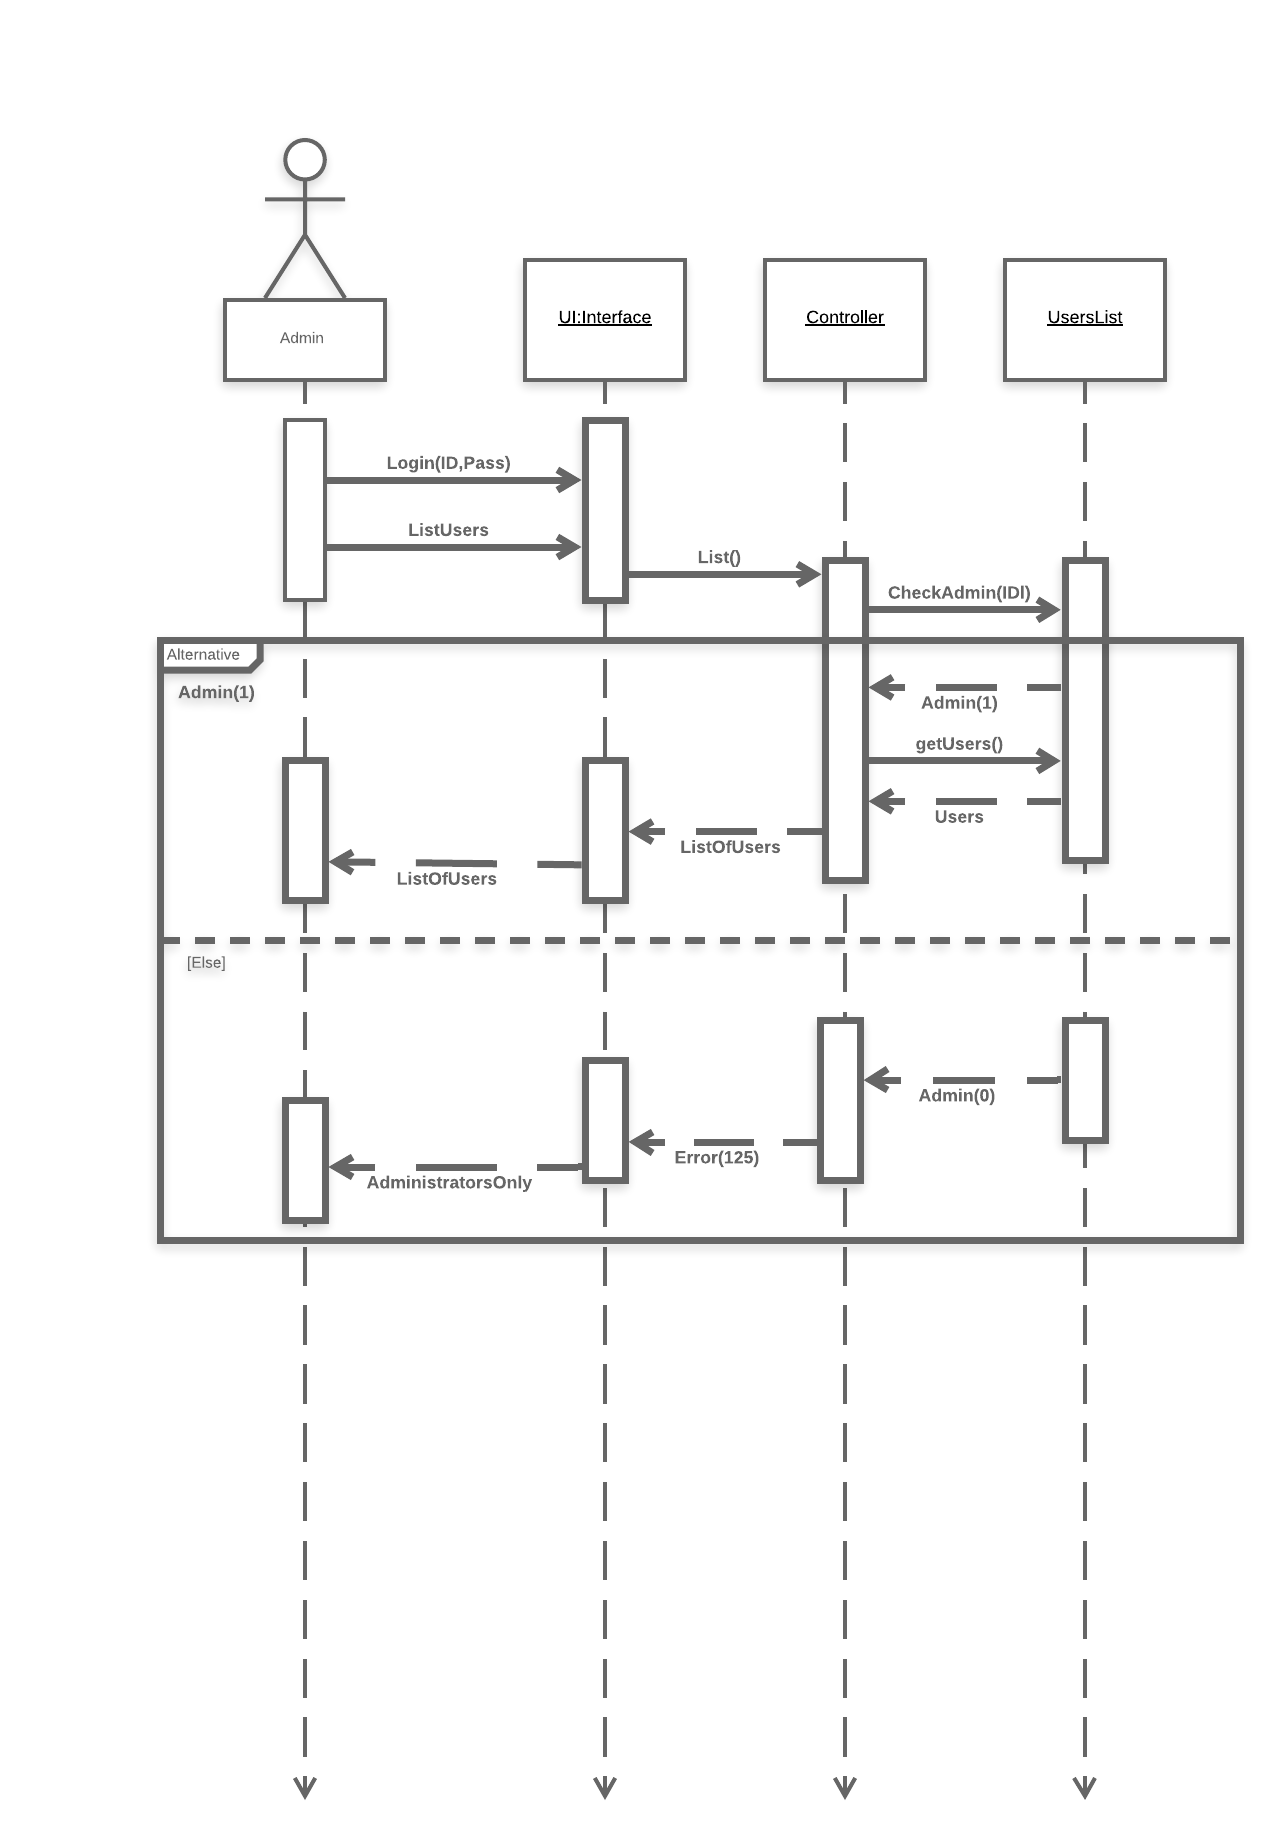 Admin
UI:Interface
Controller
UsersList
Login(ID,Pass)
ListUsers
List()
CheckAdmin(IDl)
Alternative
Admin(1)
Admin(1)
getUsers()
Users
ListOfUsers
ListOfUsers
[Else]
Admin(0)
Error(125)
AdministratorsOnly